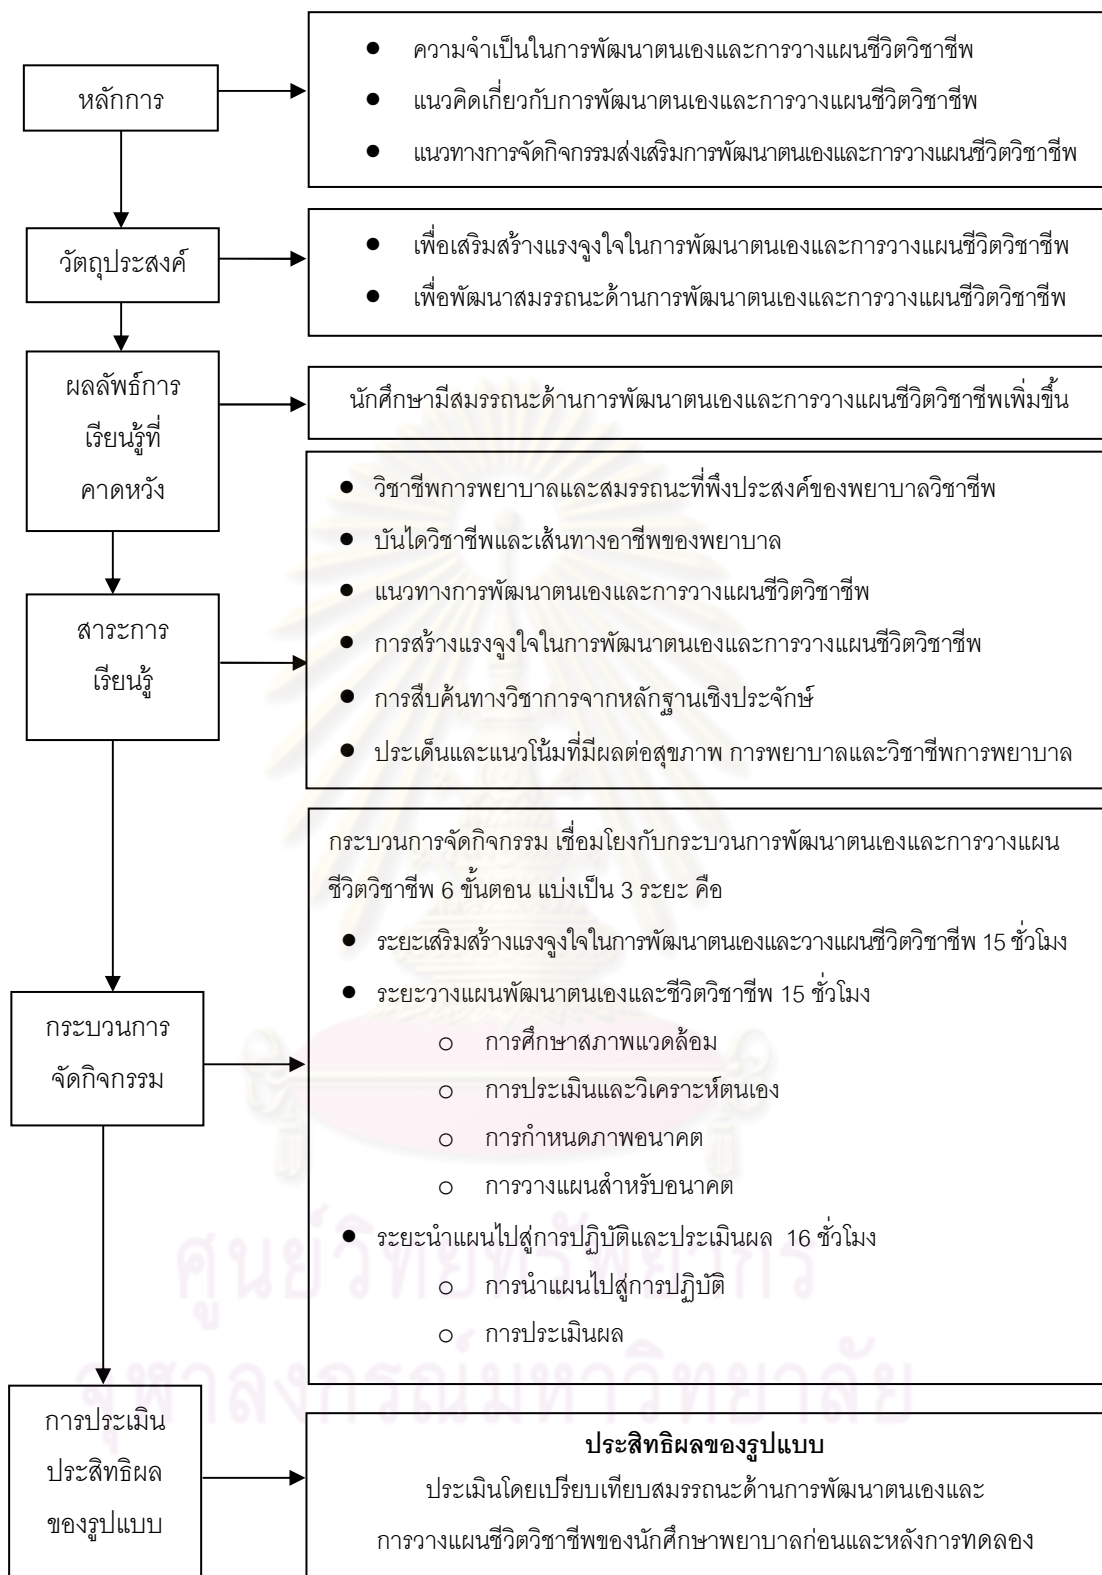 หลักการ
● ความจำเป็นในการพัฒนาตนเองและการวางแผนชีวิตวิชาชีพ
● แนวคิดเกี่ยวกับการพัฒนาตนเองและการวางแผนชีวิตวิชาชีพ
● แนวทางการจัดกิจกรรมส่งเสริมการพัฒนาตนเองและการวางแผนชีวิตวิชาชีพ
วัตถุประสงค์
● เพื่อเสริมสร้างแรงจูงใจในการพัฒนาตนเองและการวางแผนชีวิตวิชาชีพ
● เพื่อพัฒนาสมรรถนะด้านการพัฒนาตนเองและการวางแผนชีวิตวิชาชีพ
ผลลัพธ์การ
เรียนรู้ที่
คาดหวัง
นักศึกษามีสมรรถนะด้านการพัฒนาตนเองและการวางแผนชีวิตวิชาชีพเพิ่มขึ้น
สาระการ
เรียนรู้
● วิชาชีพการพยาบาลและสมรรถนะที่พึงประสงค์ของพยาบาลวิชาชีพ
● บันไดวิชาชีพและเส้นทางอาชีพของพยาบาล
● แนวทางการพัฒนาตนเองและการวางแผนชีวิตวิชาชีพ
● การสร้างแรงจูงใจในการพัฒนาตนเองและการวางแผนชีวิตวิชาชีพ
● การสืบค้นทางวิชาการจากหลักฐานเชิงประจักษ์
● ประเด็นและแนวโน้มที่มีผลต่อสุขภาพ การพยาบาลและวิชาชีพการพยาบาล
กระบวนการ
จัดกิจกรรม
กระบวนการจัดกิจกรรม เชื่อมโยงกับกระบวนการพัฒนาตนเองและการวางแผน
ชีวิตวิชาชีพ 6 ขั้นตอน แบ่งเป็น 3 ระยะ คือ
● ระยะเสริมสร้างแรงจูงใจในการพัฒนาตนเองและวางแผนชีวิตวิชาชีพ 15 ชั่วโมง
● ระยะวางแผนพัฒนาตนเองและชีวิตวิชาชีพ 15 ชั่วโมง
o การศึกษาสภาพแวดล้อม
o การประเมินและวิเคราะห์ตนเอง
o การกำหนดภาพอนาคต
o การวางแผนสำหรับอนาคต
● ระยะนำแผนไปสู่การปฏิบัติและประเมินผล 16 ชั่วโมง
o การนำแผนไปสู่การปฏิบัติ
o การประเมินผล
ศูนย์วิทยทรัพยากร
จุฬาลงกรณ์มหาวิทยาลัย
การประเมิน
ประสิทธิผล
ของรูปแบบ
ประสิทธิผลของรูปแบบ
ประเมินโดยเปรียบเทียบสมรรถนะด้านการพัฒนาตนเองและ
การวางแผนชีวิตวิชาชีพของนักศึกษาพยาบาลก่อนและหลังการทดลอง